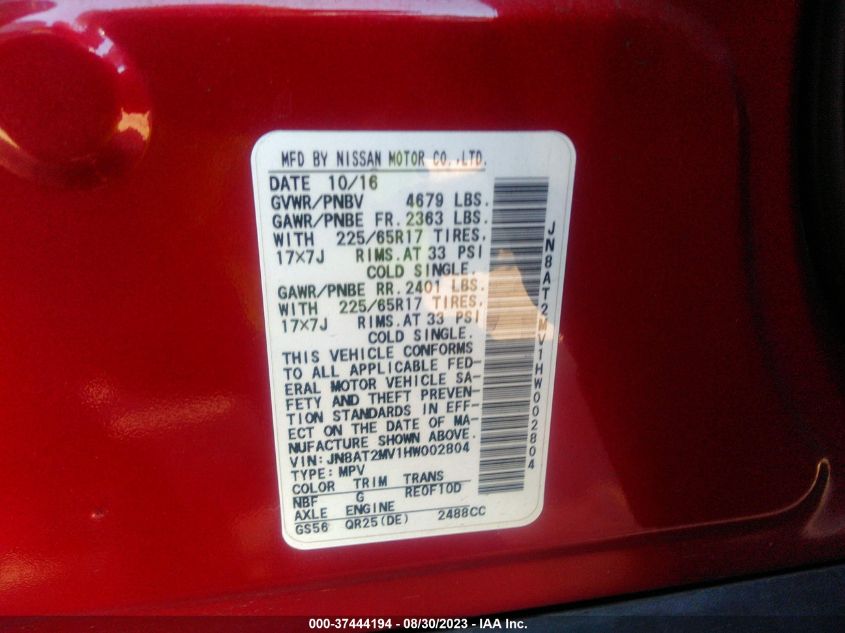 MFD BY NISSAN MOTOR CO.,LTD.
DATE 10/16
GVWR/PNBV 4679 LBS.
GAWR/PNBE FR. 2363 LBS.
WITH 225/65R17 TIRES.
17×7J RIMS.AT 33 PSI
COLD SINGLE.
GAWR/PNBE RR. 2401 LBS.
WITH 225/65R17 TIRES.
17×7J RIMS.AT 33 PSI
COLD SINGLE.
THIS VEHICLE CONFORMS
TO ALL APPLICABLE FED-
ERAL MOTOR VEHICLE SA-
FETY AND THEFT PREVEN-
TION STANDARDS IN EFF-
ECT ON THE DATE OF MA-
NUFACTURE SHOWN ABOVE.
VIN:JN8AT2MV1HW002804
TYPE:MPV
COLOR TRIM TRANS
NBF G RE0F10D
AXLE ENGINE
GS56 QR25(DE) 2488CC
JN8AT2MV1HW002804
000-37444194 - 08/30/2023 - IAA Inc.